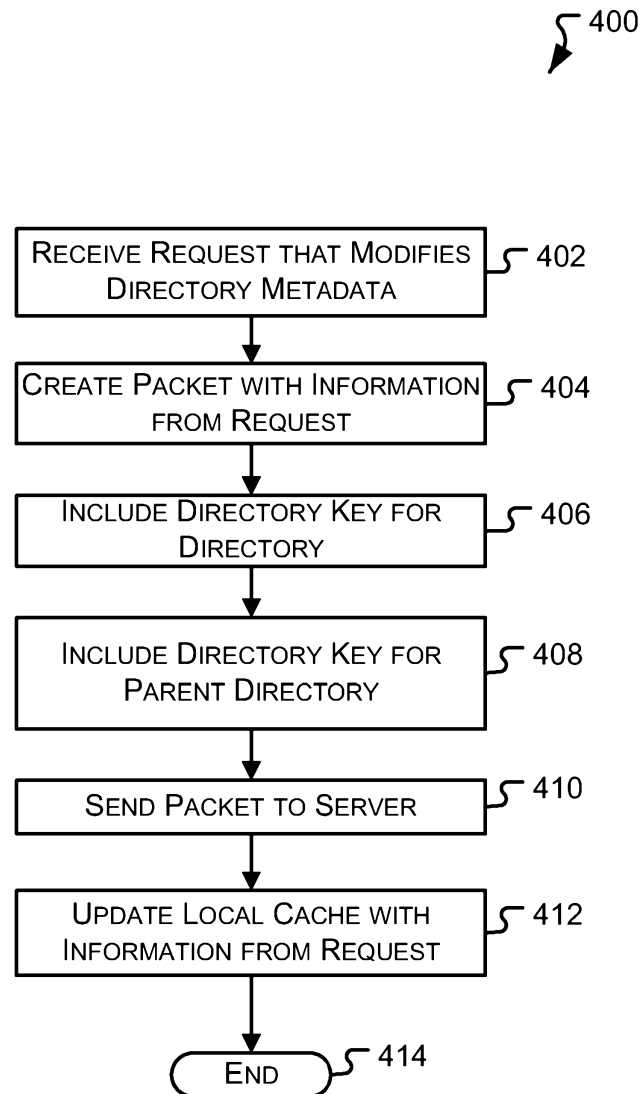 400
RECEIVE REQUEST THAT MODIFIES
DIRECTORY METADATA
402
CREATE PACKET WITH INFORMATION
FROM REQUEST
404
INCLUDE DIRECTORY KEY FOR
DIRECTORY
406
INCLUDE DIRECTORY KEY FOR
PARENT DIRECTORY
408
SEND PACKET TO SERVER
410
UPDATE LOCAL CACHE WITH
INFORMATION FROM REQUEST
412
END
414